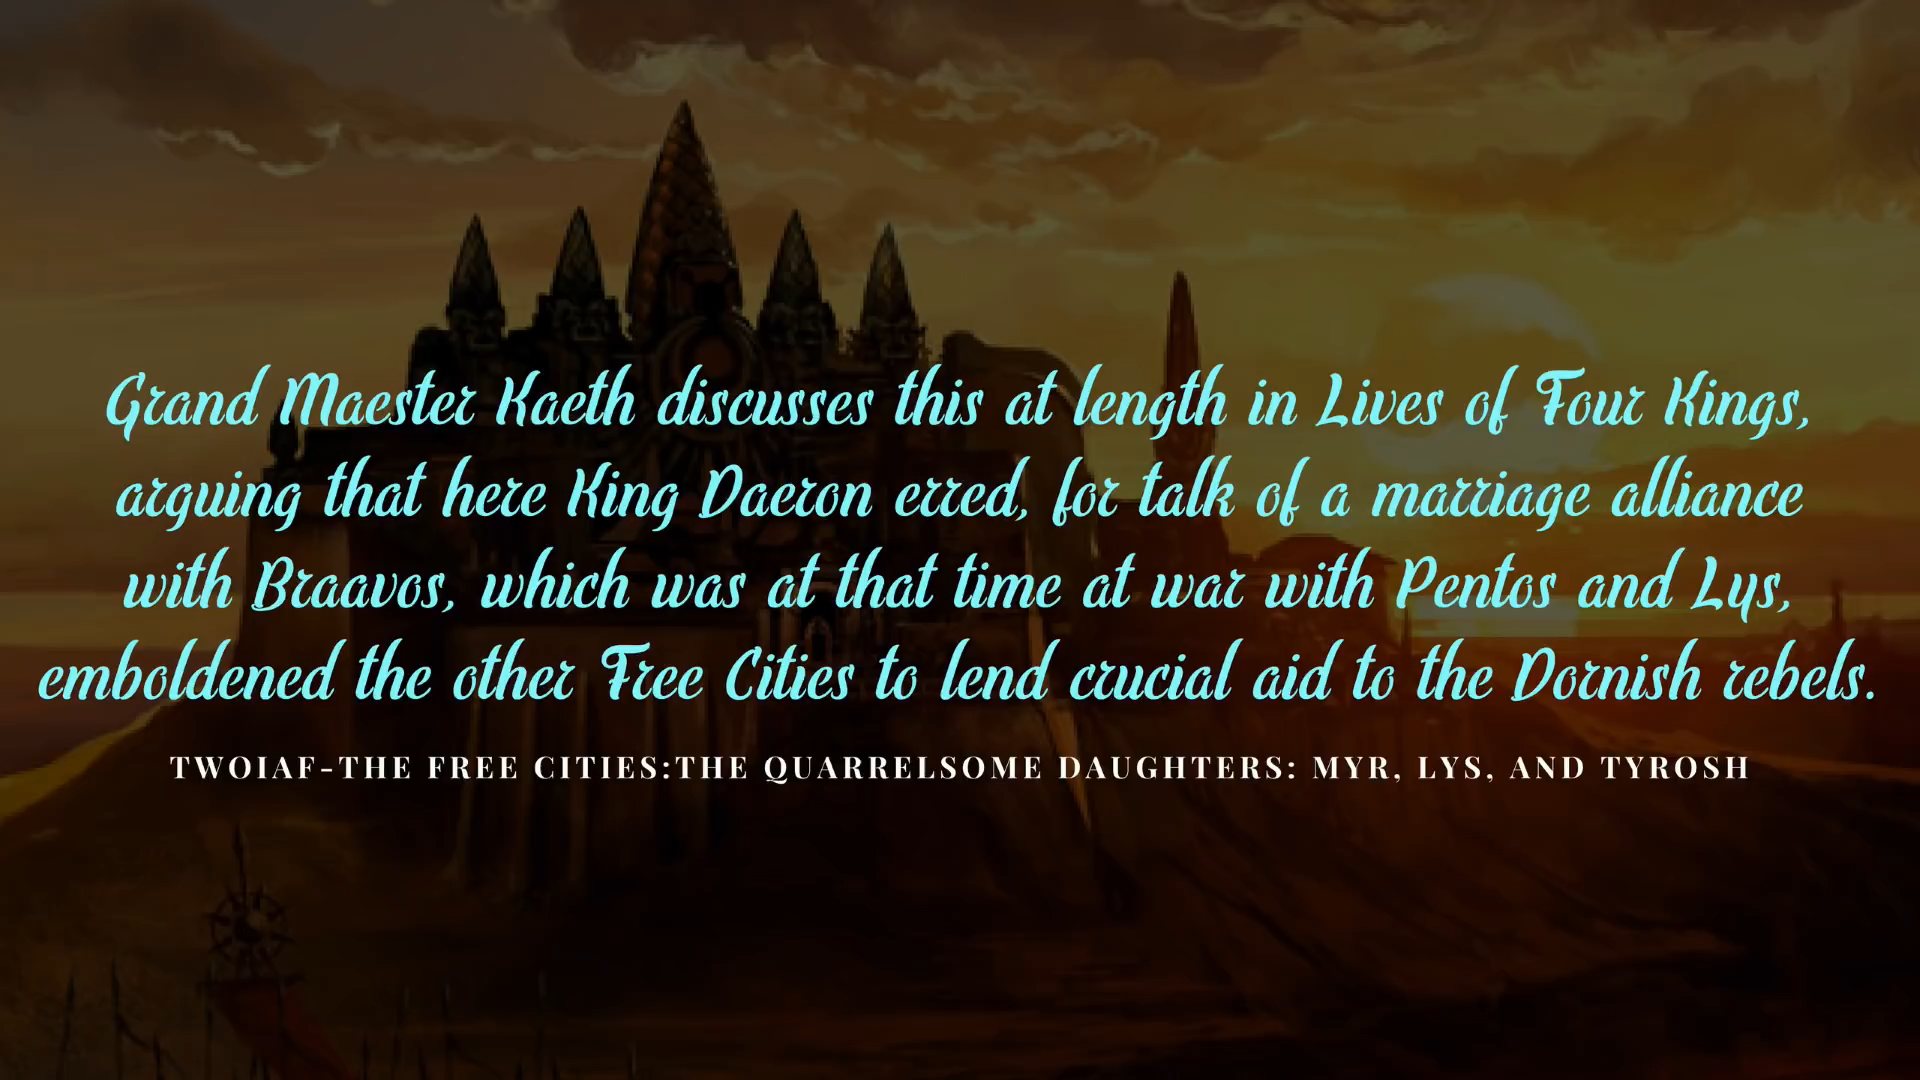 Grand Maester Kaeth discusses this at length in Lives of Four Kings,
arguing that here King Daeron erred, for talk of a marriage alliance
with Braavos, which was at that time at war with Pentos and Lys,
emboldened the other Free Cities to lend crucial aid to the Dornish rebels.
TWOIAF-THE FREE CITIES:THE QUARRELSOME DAUGHTERS: MYR, LYS, AND TYROSH